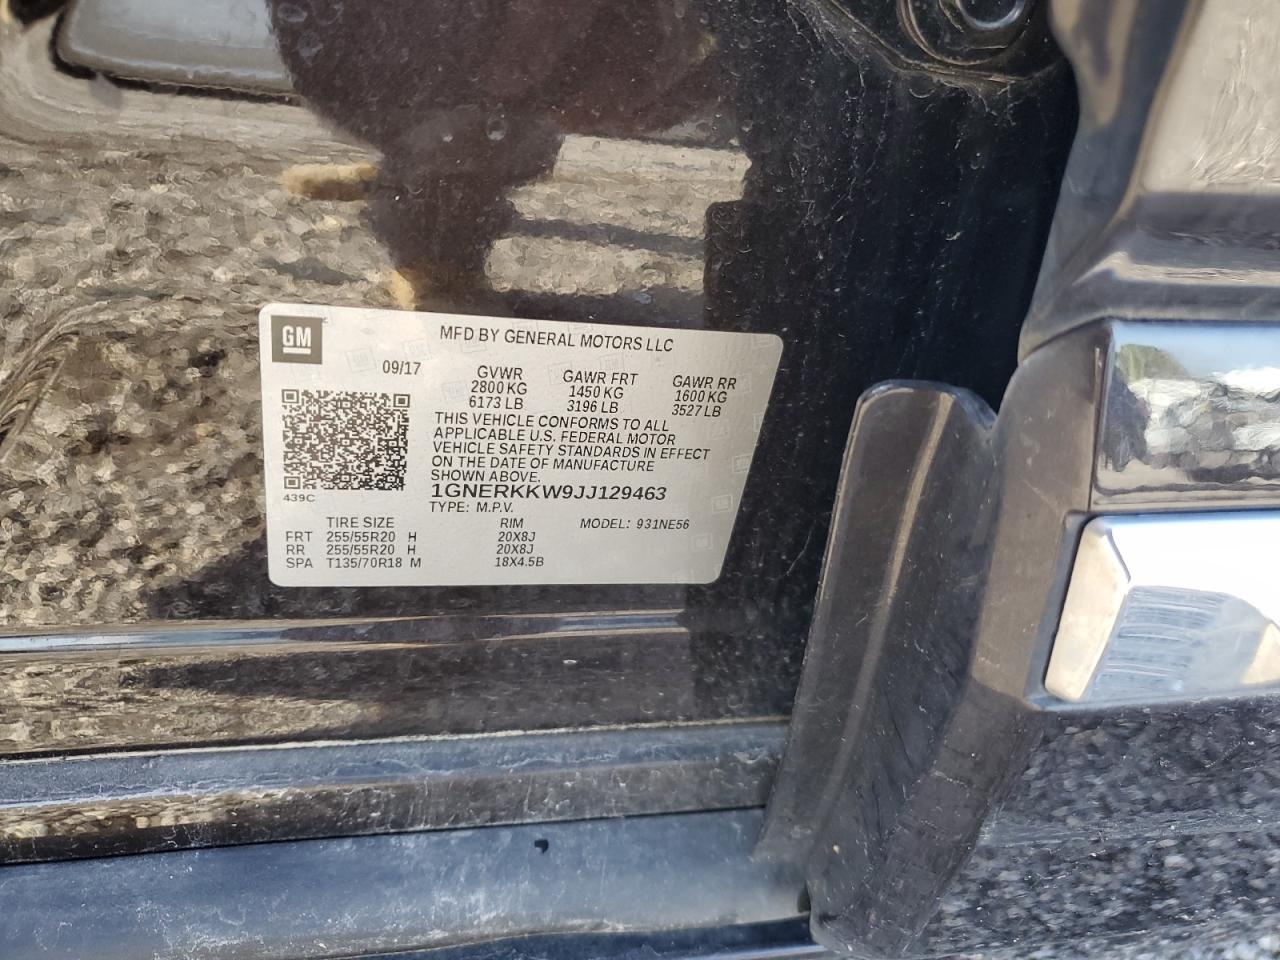 GM
MFD BY GENERAL MOTORS LLC
09/17
GVWR
2800 KG
6173 LB
GAWR FRT
1450 KG
3196 LB
GAWR RR
1600 KG
3527 LB
THIS VEHICLE CONFORMS TO ALL
APPLICABLE U.S. FEDERAL MOTOR
VEHICLE SAFETY STANDARDS IN EFFECT
ON THE DATE OF MANUFACTURE
SHOWN ABOVE.
1GNERKKW9JJ129463
439C
TYPE: M.P.V.
TIRE SIZE RIM MODEL: 931NE56
FRT 255/55R20 H 20X8J
RR 255/55R20 H 20X8J
SPA T135/70R18 M 18X4.5B